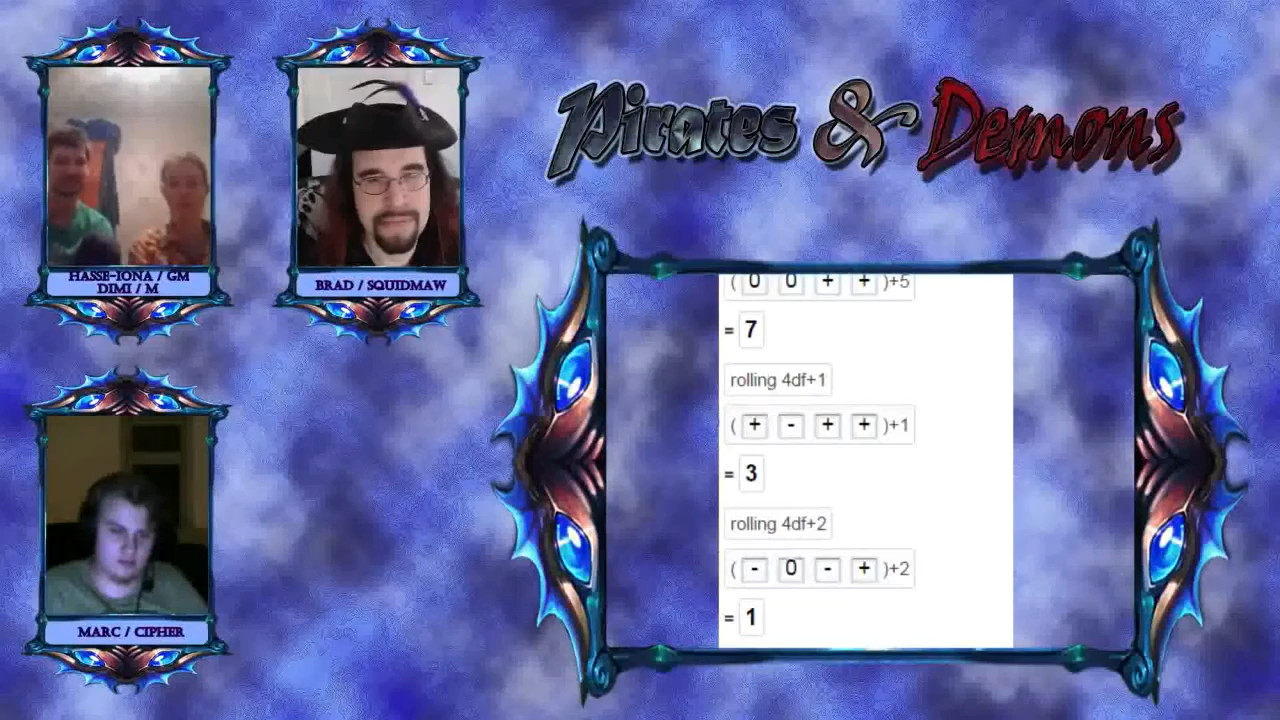 Pirates & Demons
HASSE-IONA / GM
DIMI / M
BRAD / SQUIDMAW
MARC / CIPHER
( 0 0 + + )+5
= 7
rolling 4df+1
( + - + + )+1
= 3
rolling 4df+2
( - 0 - + )+2
= 1